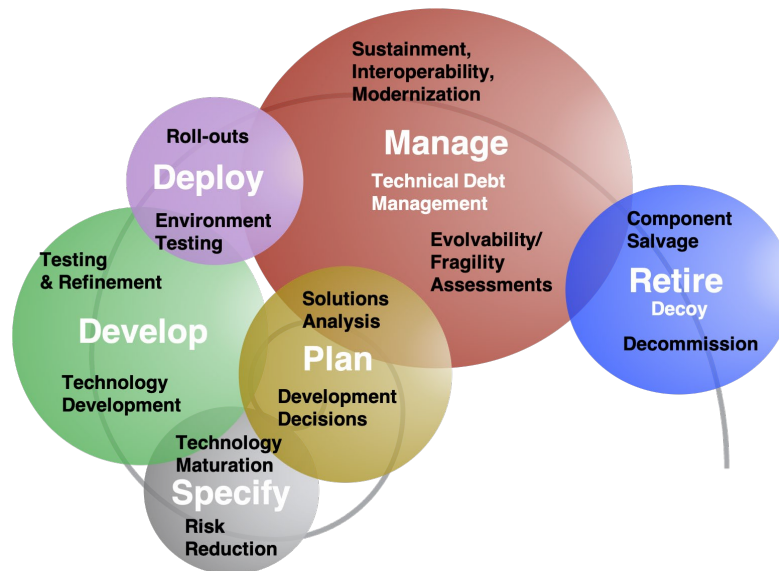 Sustainment,
Interoperability,
Modernization
Manage
Technical Debt
Management
Evolvability/
Fragility
Assessments
Roll-outs
Deploy
Environment
Testing
Component
Salvage
Retire
Decoy
Decommission
Testing
& Refinement
Develop
Technology
Development
Solutions
Analysis
Plan
Development
Decisions
Technology
Maturation
Specify
Risk
Reduction